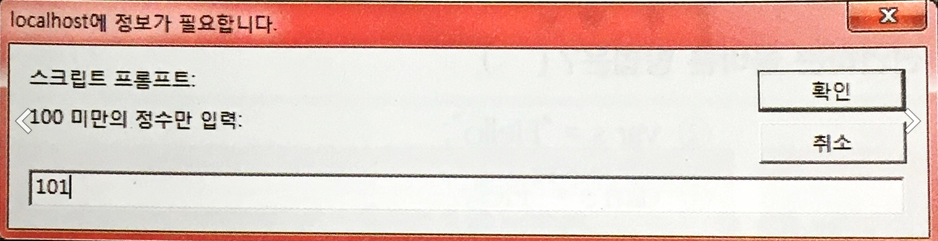 localhost에 정보가 필요합니다.
스크립트 프롬프트:
100 미만의 정수만 입력:
확인
취소
101